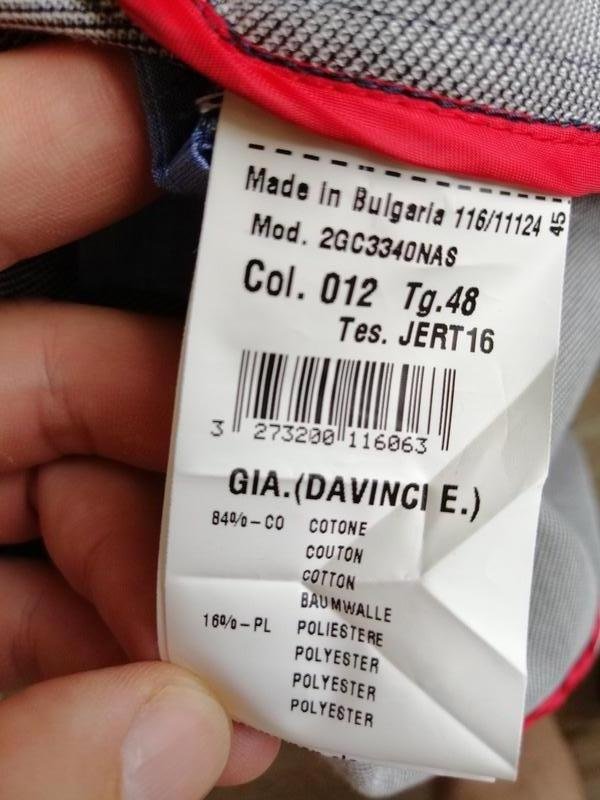 Made in Bulgaria 116/11124 45
Mod. 2GC3340NAS
Col. 012 Tg.48
Tes. JERT16
3 273200 116063
GIA.(DAVINCI E.)
84%-CO COTONE
COUTON
COTTON
BAUMWALLE
16%-PL POLIESTERE
POLYESTER
POLYESTER
POLYESTER